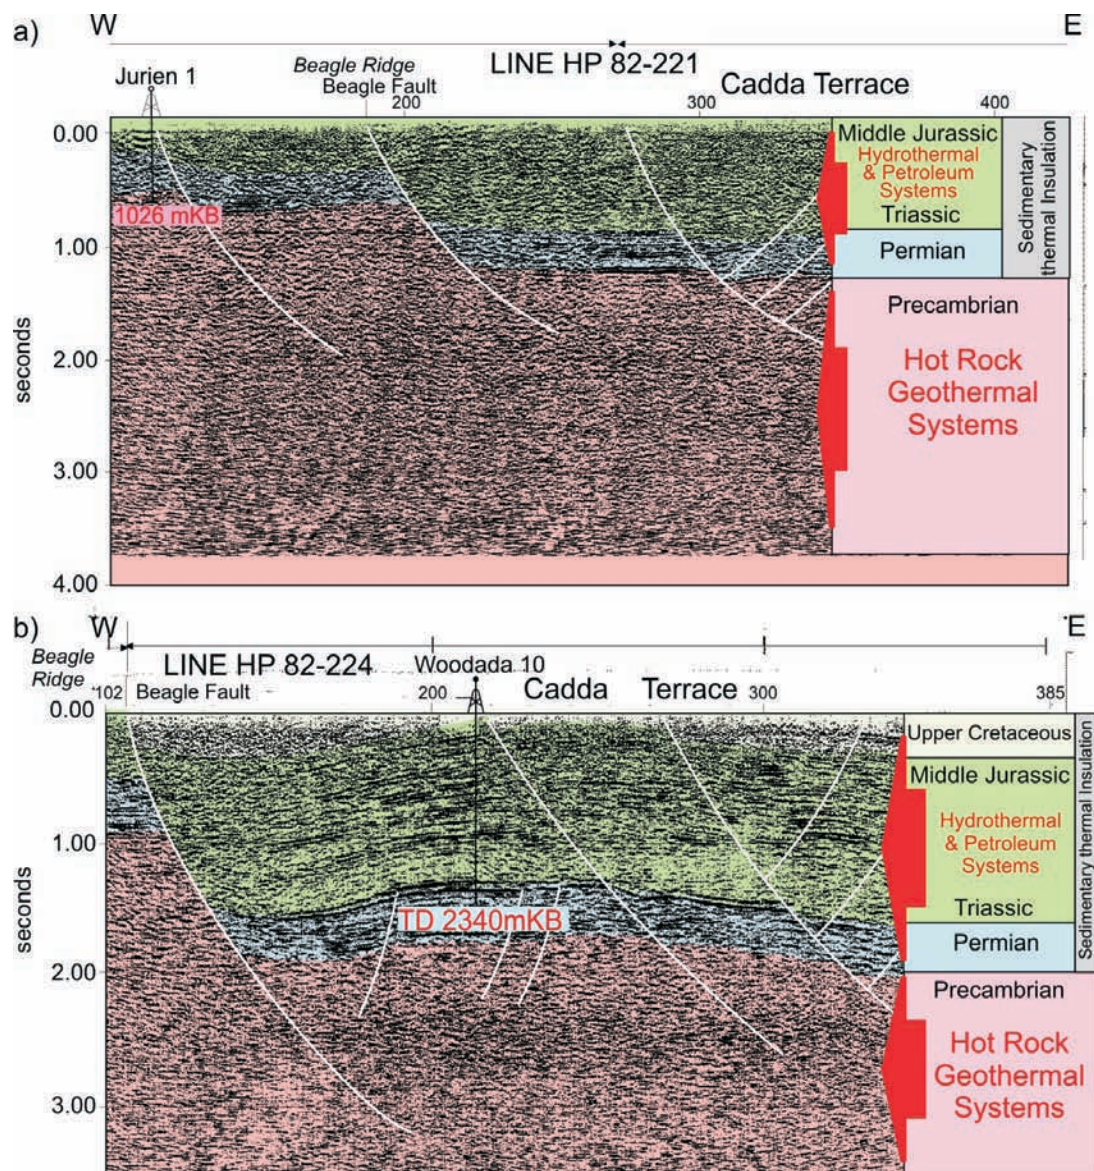 a)
W
E
LINE HP 82-221
Jurien 1
Beagle Ridge
Beagle Fault
Cadda Terrace
200
300
400
0.00
1.00
2.00
3.00
4.00
seconds
1026 mKB
Middle Jurassic
Hydrothermal
& Petroleum
Systems
Triassic
Permian
Sedimentary
thermal Insulation
Precambrian
Hot Rock
Geothermal
Systems
b)
W
E
Beagle
Ridge
LINE HP 82-224
Woodada 10
102
Beagle Fault
200
Cadda Terrace
300
385
0.00
1.00
2.00
3.00
seconds
TD 2340mKB
Upper Cretaceous
Middle Jurassic
Hydrothermal
& Petroleum
Systems
Triassic
Permian
Sedimentary thermal Insulation
Precambrian
Hot Rock
Geothermal
Systems